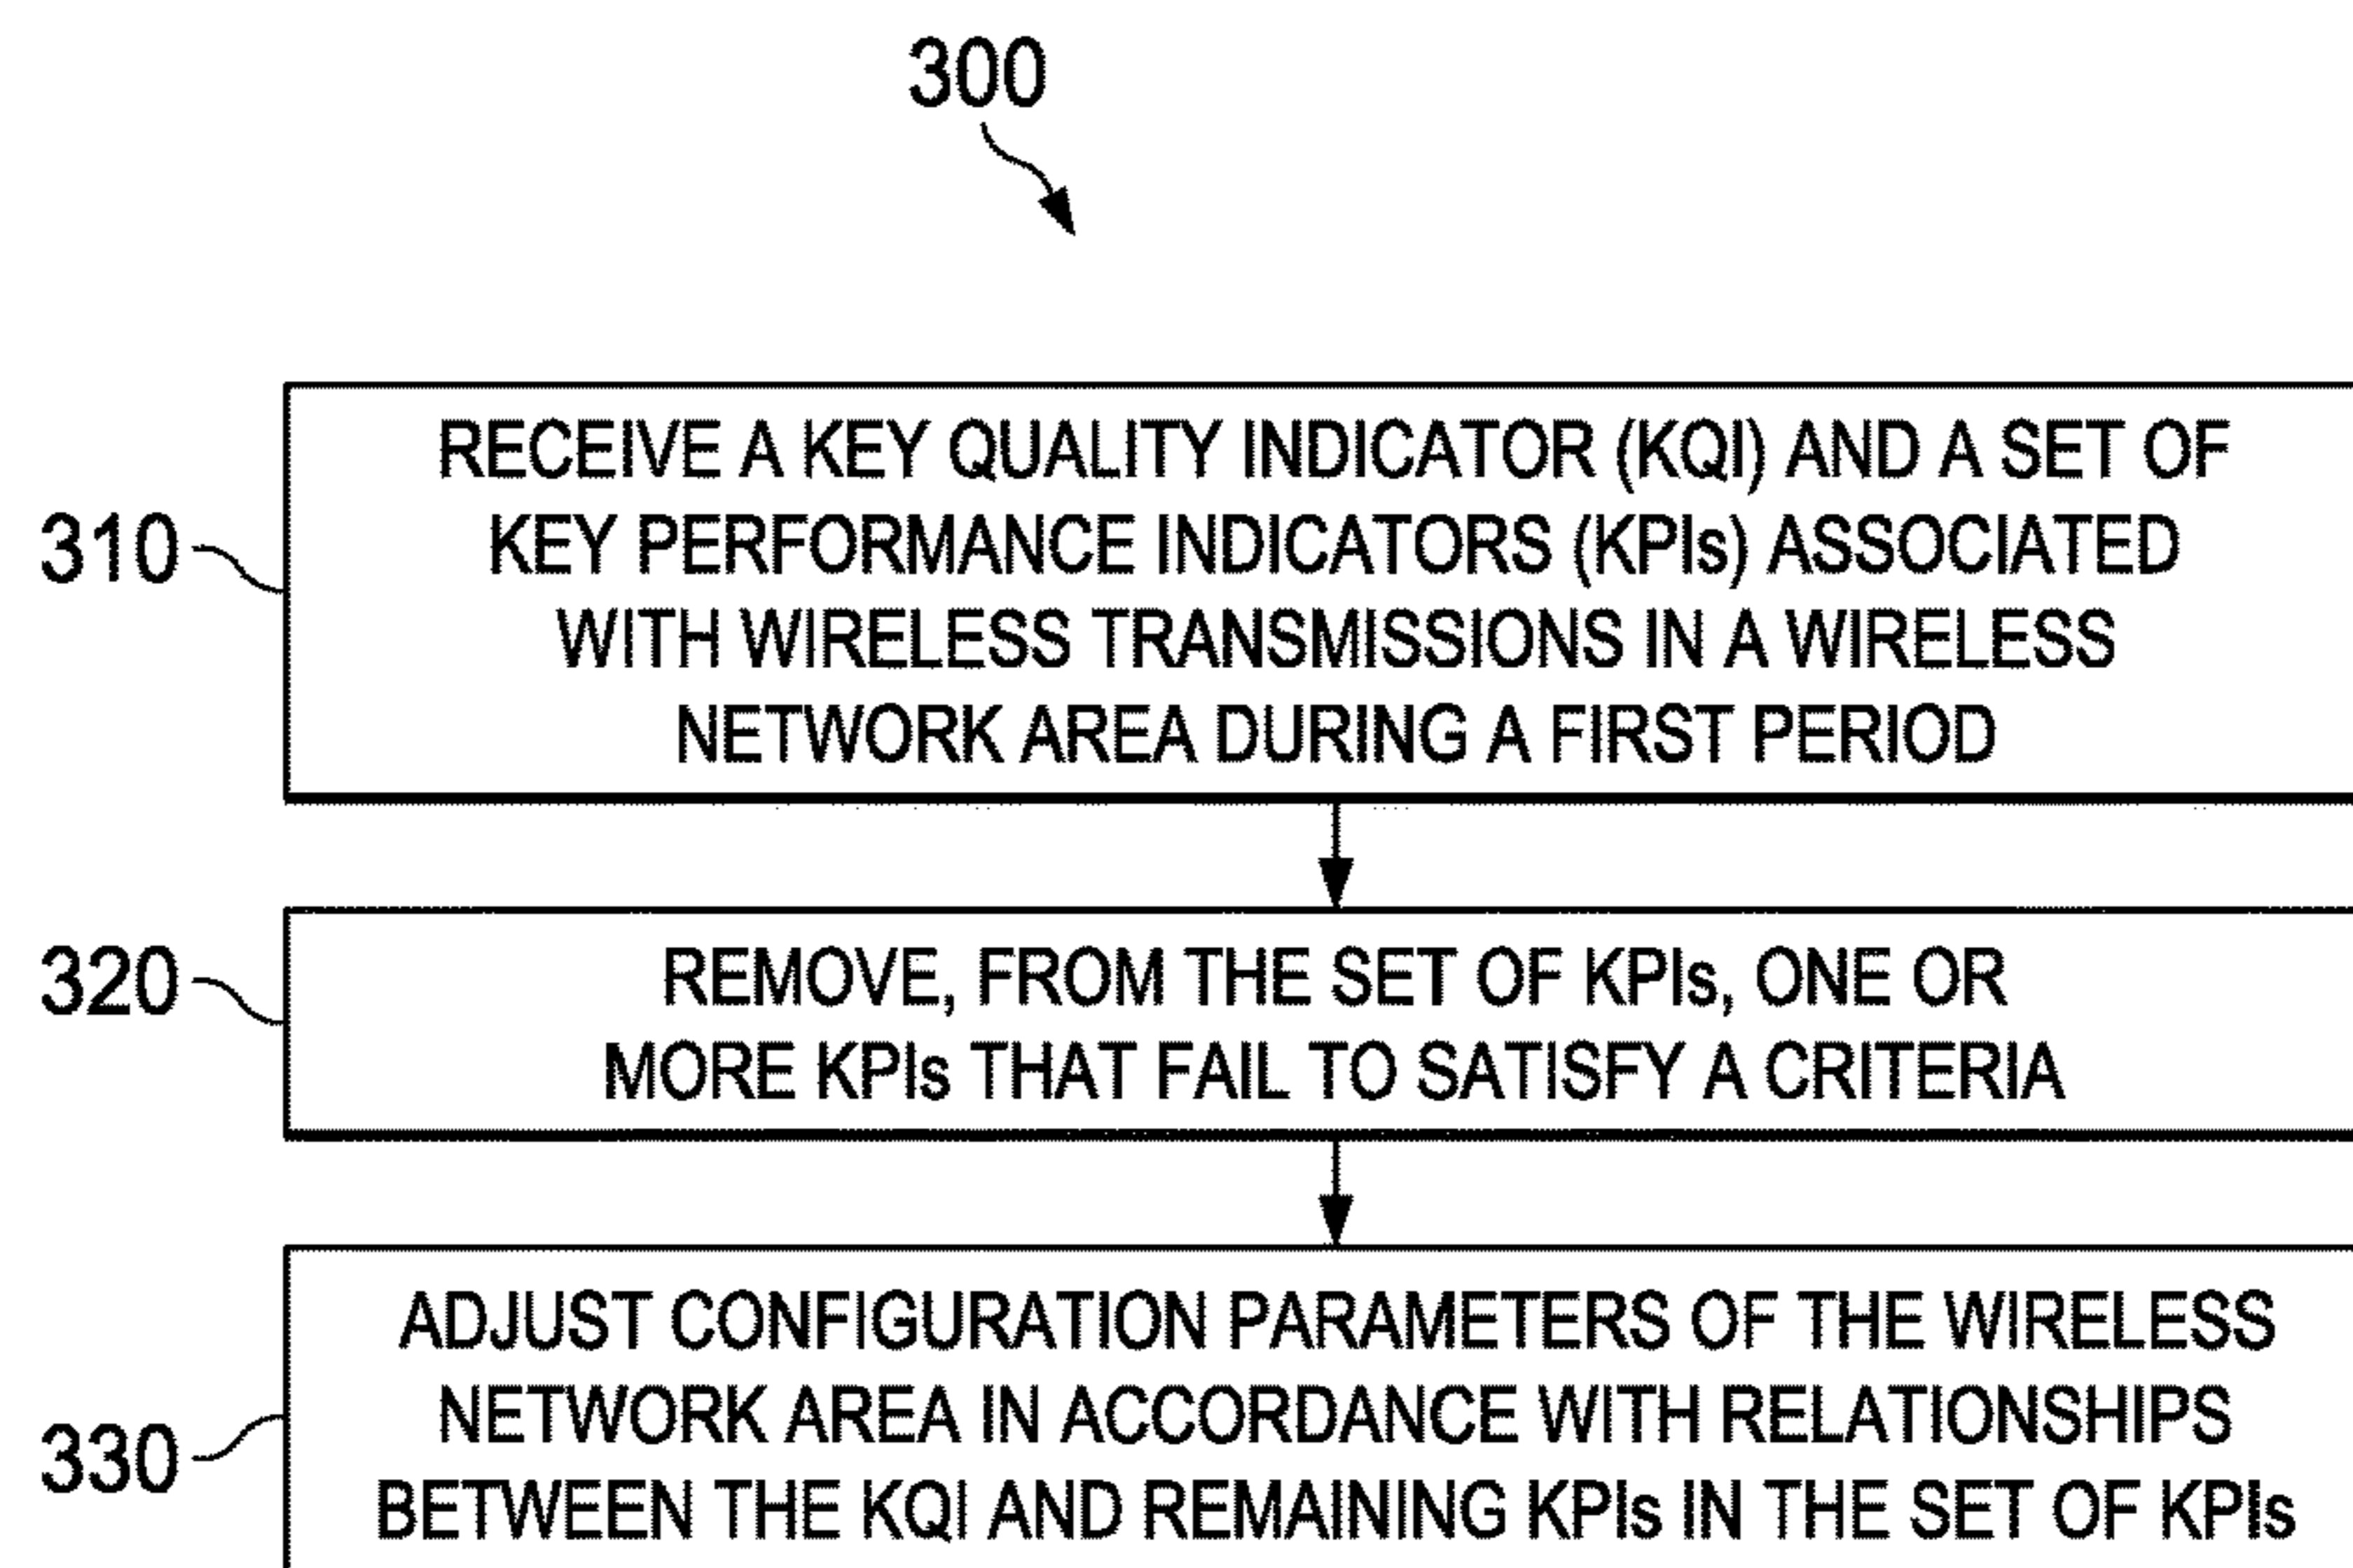 300
310
RECEIVE A KEY QUALITY INDICATOR (KQI) AND A SET OF
KEY PERFORMANCE INDICATORS (KPIs) ASSOCIATED
WITH WIRELESS TRANSMISSIONS IN A WIRELESS
NETWORK AREA DURING A FIRST PERIOD
320
REMOVE, FROM THE SET OF KPIs, ONE OR
MORE KPIs THAT FAIL TO SATISFY A CRITERIA
330
ADJUST CONFIGURATION PARAMETERS OF THE WIRELESS
NETWORK AREA IN ACCORDANCE WITH RELATIONSHIPS
BETWEEN THE KQI AND REMAINING KPIs IN THE SET OF KPIs